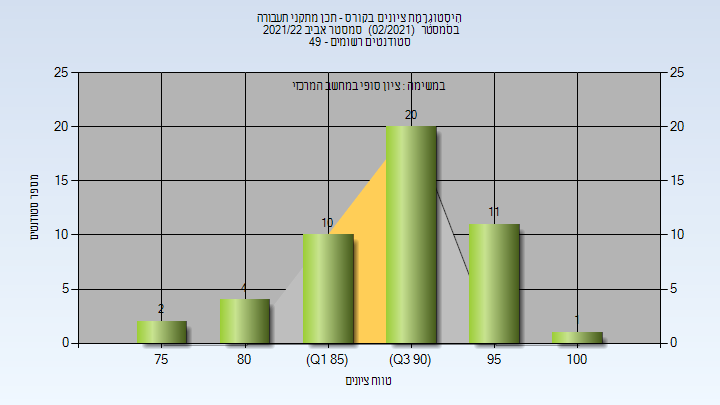 הִיסְטוֹגְרָמַת ציונים בקורס - תכן מתקני תעבורה
בסמסטר (02/2021) סמסטר אביב 2021/22
סטודנטים רשומים - 49
במשימה : ציון סופי במחשב המרכזי
25 25
20 20
15 15
10 10
5 5
0 0
מספר סטודנטים
2 4 10 20 11 1
75 80 (Q1 85) (Q3 90) 95 100
טווח ציונים